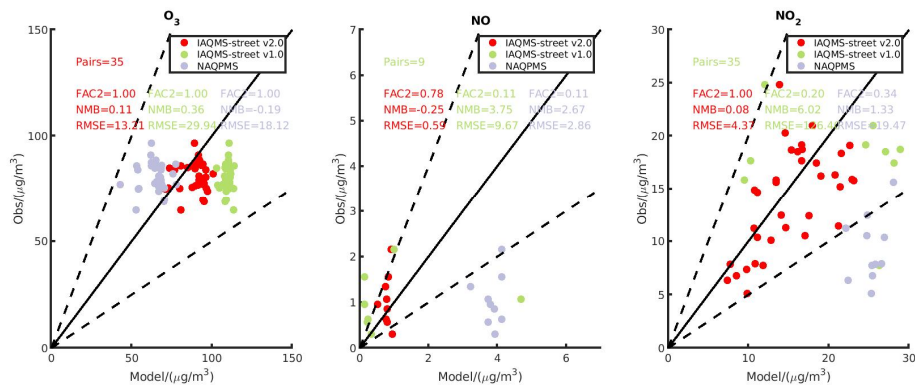 O3
150
100
50
0
0
50
100
150
Obs/(μg/m3)
Model/(μg/m3)
IAQMS-street v2.0
IAQMS-street v1.0
NAQPMS
Pairs=35
FAC2=1.00 FAC2=1.00 FAC2=1.00
NMB=0.11 NMB=0.36 NMB=-0.19
RMSE=13.21 RMSE=29.94 RMSE=18.12
NO
7
6
5
4
3
2
1
0
0
2
4
6
Obs/(μg/m3)
Model/(μg/m3)
IAQMS-street v2.0
IAQMS-street v1.0
NAQPMS
Pairs=9
FAC2=0.78 FAC2=0.11 FAC2=0.11
NMB=-0.25 NMB=3.75 NMB=2.67
RMSE=0.59 RMSE=9.67 RMSE=2.86
NO2
30
25
20
15
10
5
0
0
10
20
30
Obs/(μg/m3)
Model/(μg/m3)
IAQMS-street v2.0
IAQMS-street v1.0
NAQPMS
Pairs=35
FAC2=1.00 FAC2=0.20 FAC2=0.34
NMB=0.08 NMB=6.02 NMB=1.33
RMSE=4.37